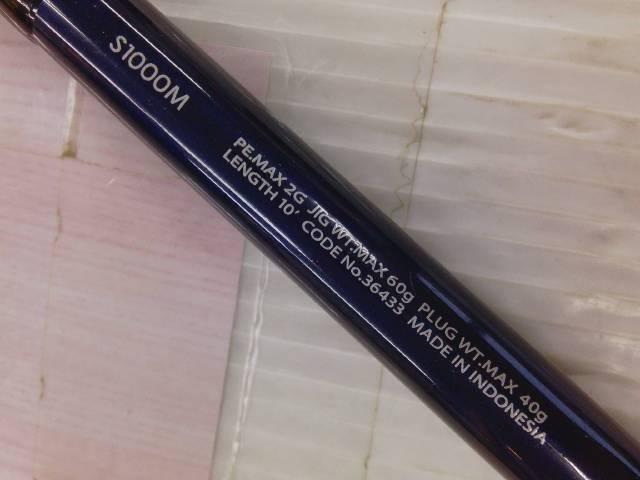 S1000M
PE.MAX 2G JIG WT.MAX 60g PLUG WT.MAX 40g
LENGTH 10' CODE No.36433 MADE IN INDONESIA